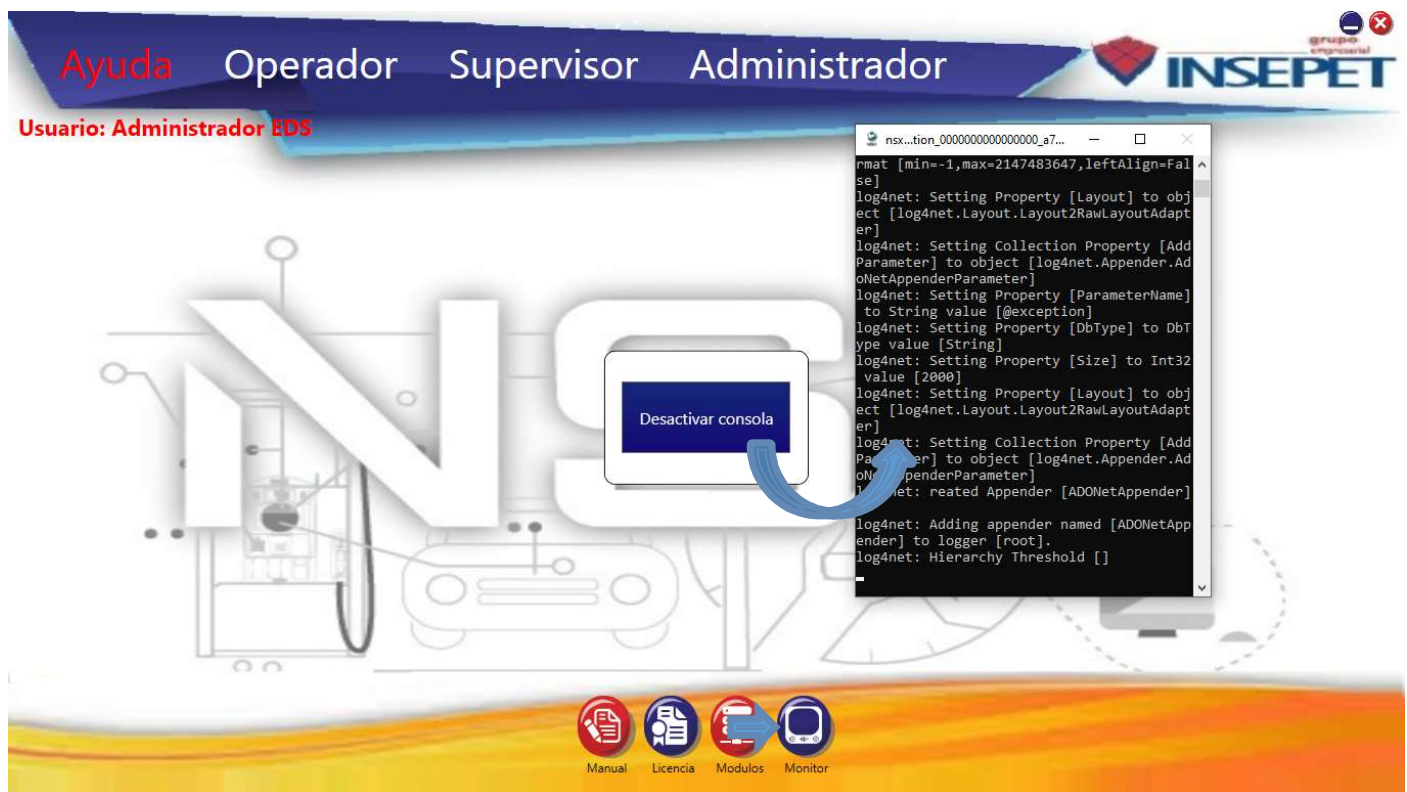 Ayuda Operador Supervisor Administrador
grupo
empresarial
INSEPET
Usuario: Administrador EDS
nsx...tion_0000000000000000_a7...
rmat [min=-1,max=2147483647,leftAlign=Fal
se]
log4net: Setting Property [Layout] to obj
ect [log4net.Layout.Layout2RawLayoutAdapt
er]
log4net: Setting Collection Property [Add
Parameter] to object [log4net.Appender.Ad
oNetAppenderParameter]
log4net: Setting Property [ParameterName]
to String value [@exception]
log4net: Setting Property [DbType] to DbT
ype value [String]
log4net: Setting Property [Size] to Int32
value [2000]
log4net: Setting Property [Layout] to obj
ect [log4net.Layout.Layout2RawLayoutAdapt
er]
log4net: Setting Collection Property [Add
er] to object [log4net.Appender.Ad
penderParameter]
reated Appender [ADONetAppender]
log4net: Adding appender named [ADONetApp
ender] to logger [root].
log4net: Hierarchy Threshold []
NS
Desactivar consola
Manual Licencia Modulos Monitor